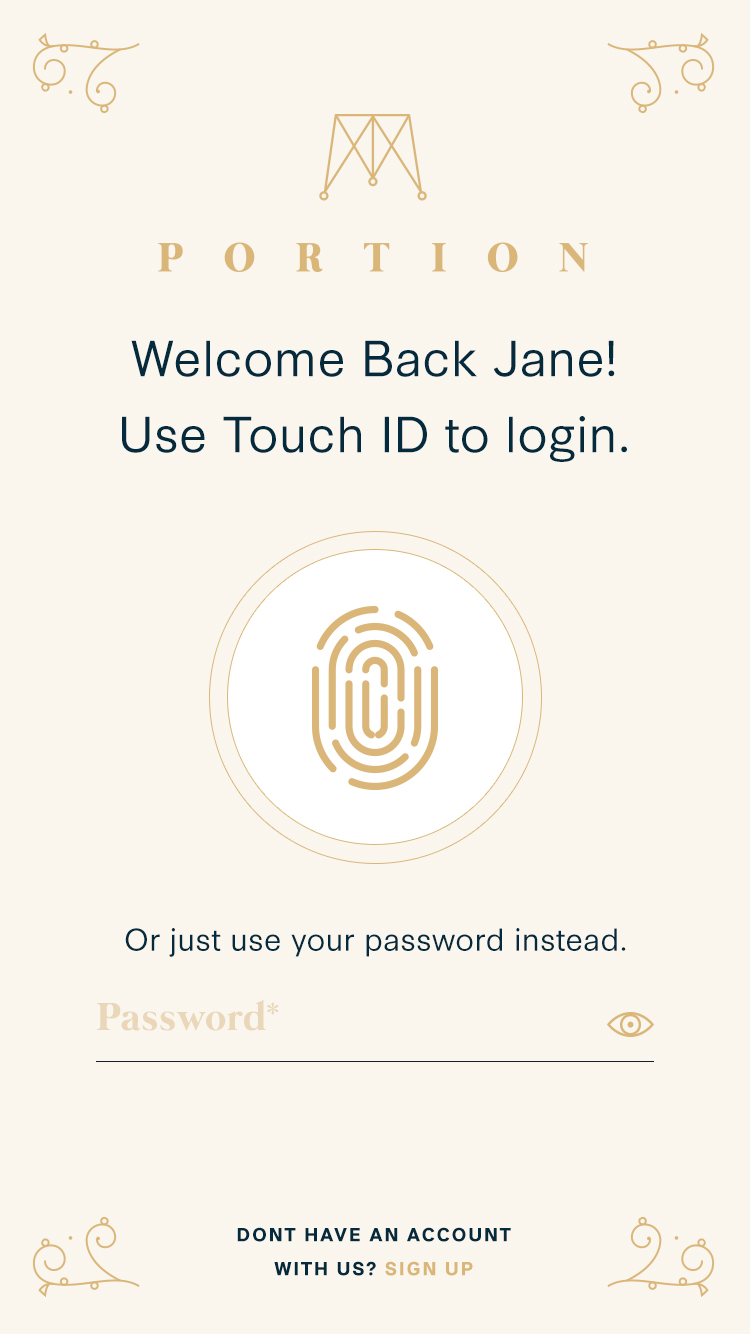 PORTION
Welcome Back Jane!
Use Touch ID to login.
Or just use your password instead.
Password*
DONT HAVE AN ACCOUNT
WITH US? SIGN UP